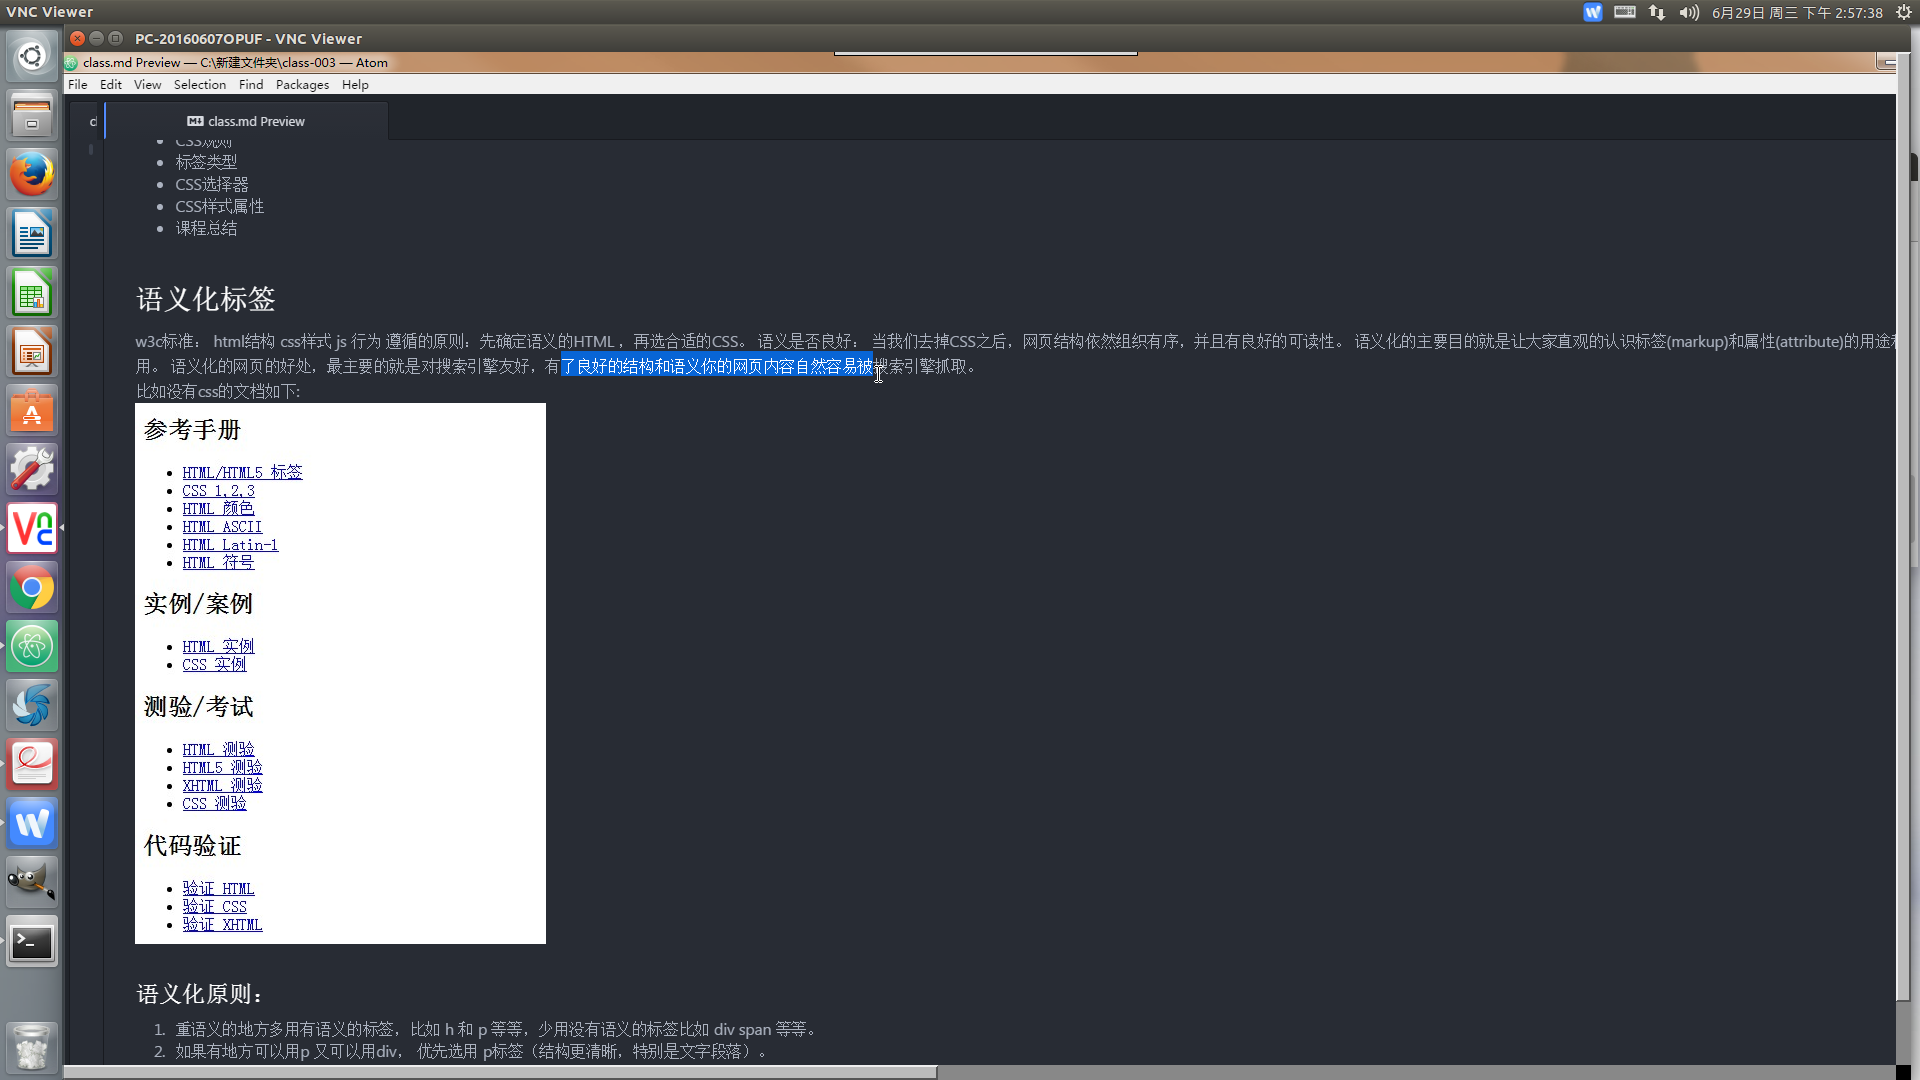 VNC Viewer
6月29日 周三 下午 2:57:38
PC-20160607OPUF - VNC Viewer
class.md Preview — C:\新建文件夹\class-003 — Atom
File Edit View Selection Find Packages Help
class.md Preview
CSS规则
标签类型
CSS选择器
CSS样式属性
课程总结
语义化标签
w3c标准： html结构 css样式 js 行为 遵循的原则：先确定语义的HTML ，再选合适的CSS。 语义是否良好： 当我们去掉CSS之后，网页结构依然组织有序，并且有良好的可读性。 语义化的主要目的就是让大家直观的认识标签(markup)和属性(attribute)的用途和
用。 语义化的网页的好处，最主要的就是对搜索引擎友好，有了良好的结构和语义你的网页内容自然容易被搜索引擎抓取。
比如没有css的文档如下:
参考手册
HTML/HTML5 标签
CSS 1,2,3
HTML 颜色
HTML ASCII
HTML Latin-1
HTML 符号
实例/案例
HTML 实例
CSS 实例
测验/考试
HTML 测验
HTML5 测验
XHTML 测验
CSS 测验
代码验证
验证 HTML
验证 CSS
验证 XHTML
语义化原则：
1. 重语义的地方多用有语义的标签，比如 h 和 p 等等，少用没有语义的标签比如 div span 等等。
2. 如果有地方可以用p 又可以用div， 优先选用 p标签（结构更清晰，特别是文字段落）。